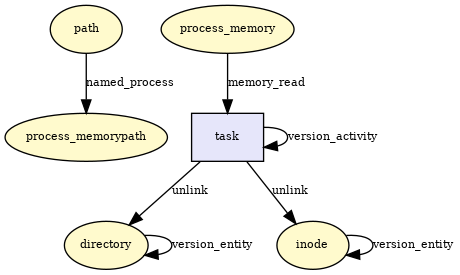 path
process_memory
named_process
memory_read
process_memorypath
task
version_activity
unlink
unlink
directory
version_entity
inode
version_entity